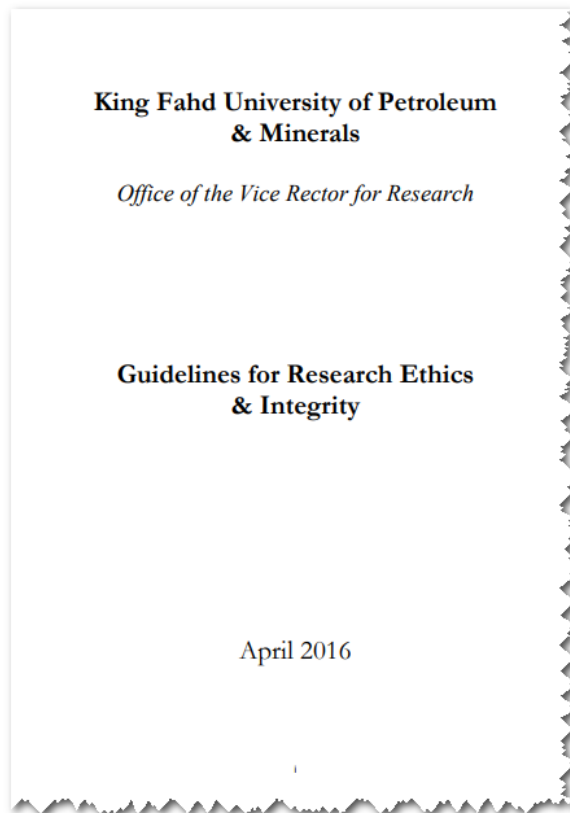 King Fahd University of Petroleum
& Minerals
Office of the Vice Rector for Research
Guidelines for Research Ethics
& Integrity
April 2016
i